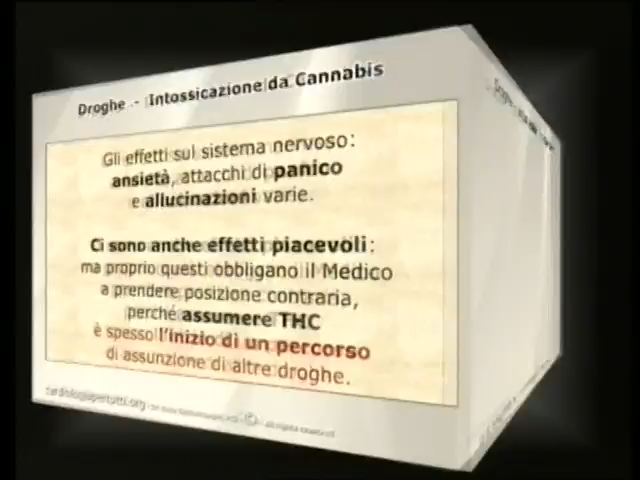 Droghe - Intossicazione da Cannabis
Gli effetti sul sistema nervoso:
ansietà, attacchi di panico
e allucinazioni varie.
Ci sono anche effetti piacevoli:
ma proprio questi obbligano il Medico
a prendere posizione contraria,
perché assumere THC
è spesso l'inizio di un percorso
di assunzione di altre droghe.
cardiologiapertutti.org